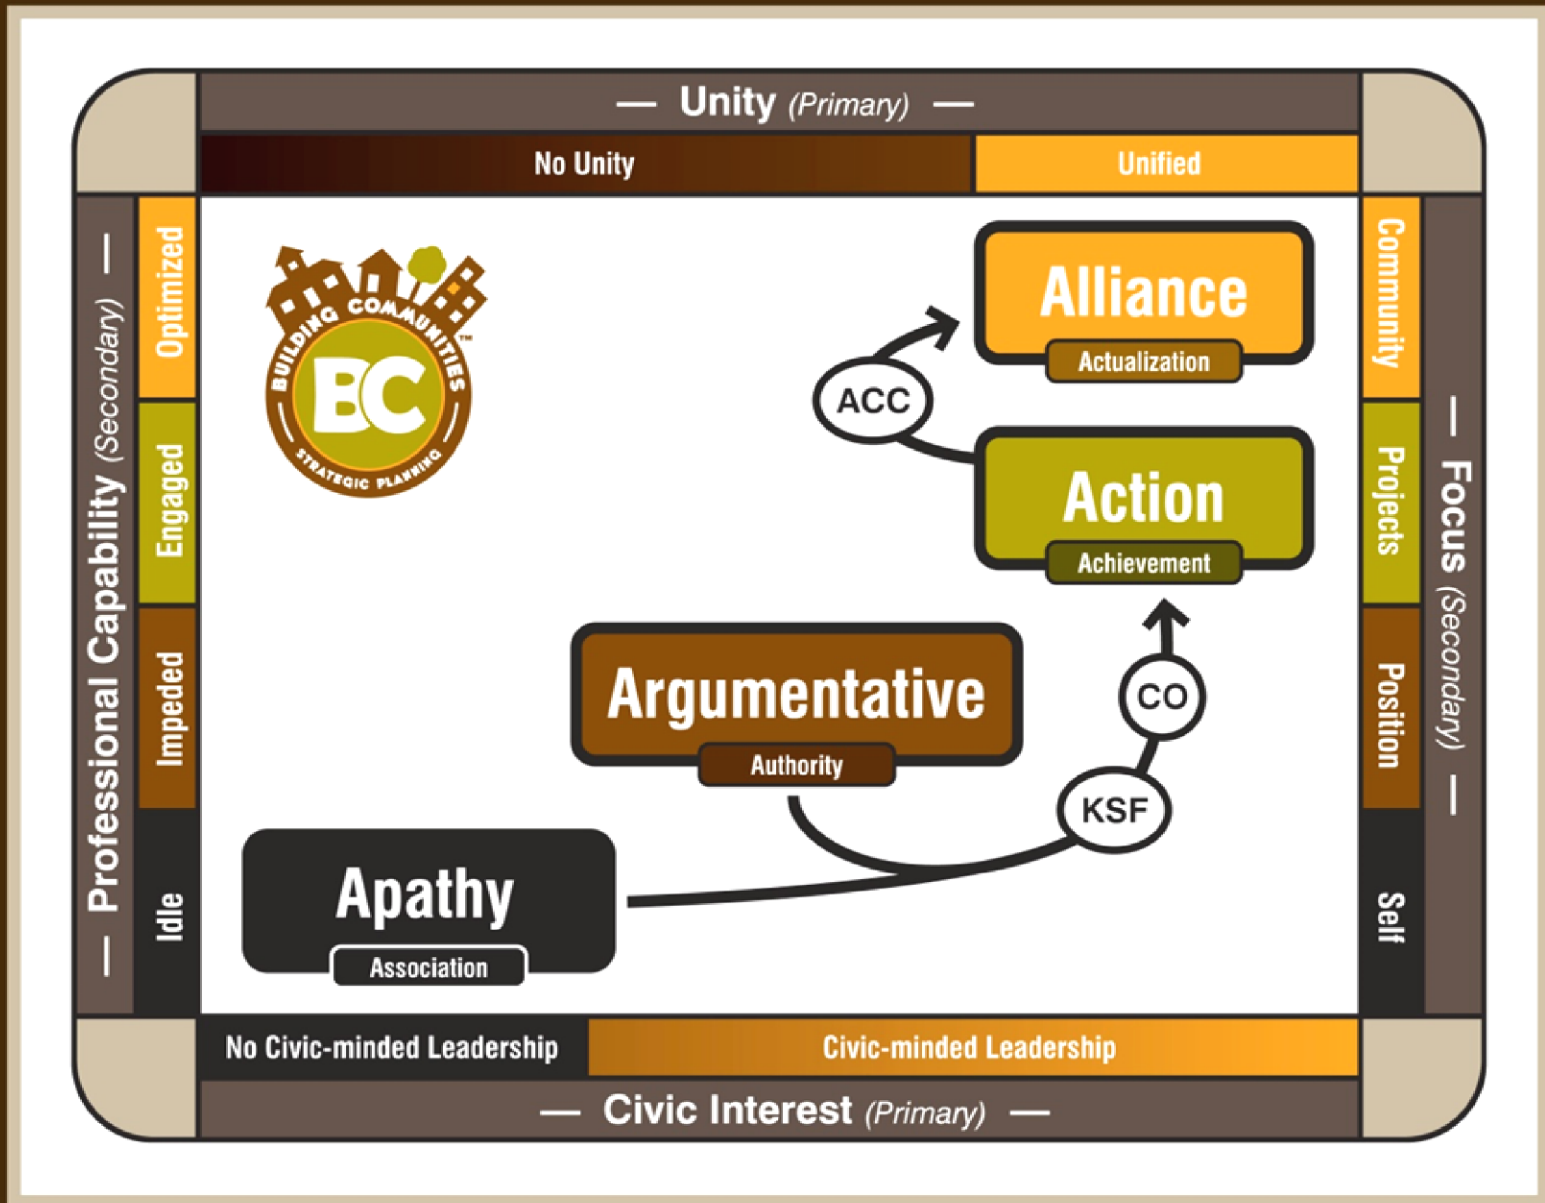 — Unity (Primary) —
No Unity
Unified
— Professional Capability (Secondary) —
Optimized
Engaged
Impeded
Idle
BUILDING COMMUNITIES™
BC
STRATEGIC PLANNING
Alliance
Actualization
ACC
Action
Achievement
CO
Argumentative
Authority
KSF
Apathy
Association
Community
Projects
Position
Self
— Focus (Secondary) —
No Civic-minded Leadership
Civic-minded Leadership
— Civic Interest (Primary) —